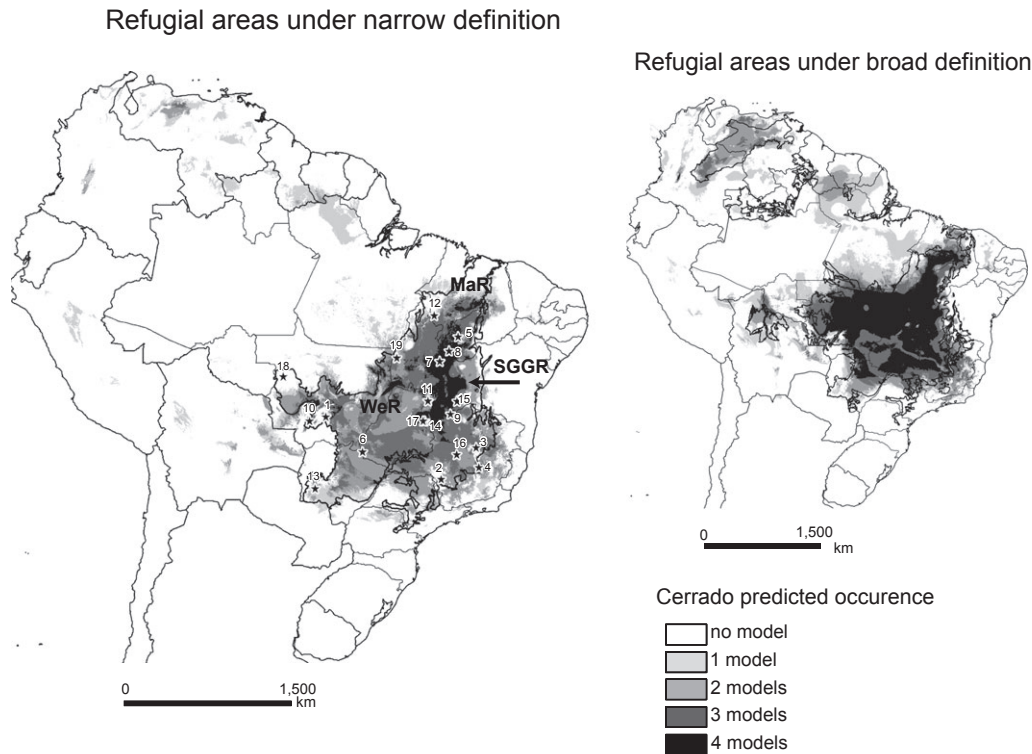 Refugial areas under narrow definition
Refugial areas under broad definition
MaR
12
5
8
19
7
SGGR
18
11
WeR
15
10
1
9
17
14
6
16
3
4
2
13
0
1,500
km
0
1,500
km
Cerrado predicted occurence
no model
1 model
2 models
3 models
4 models